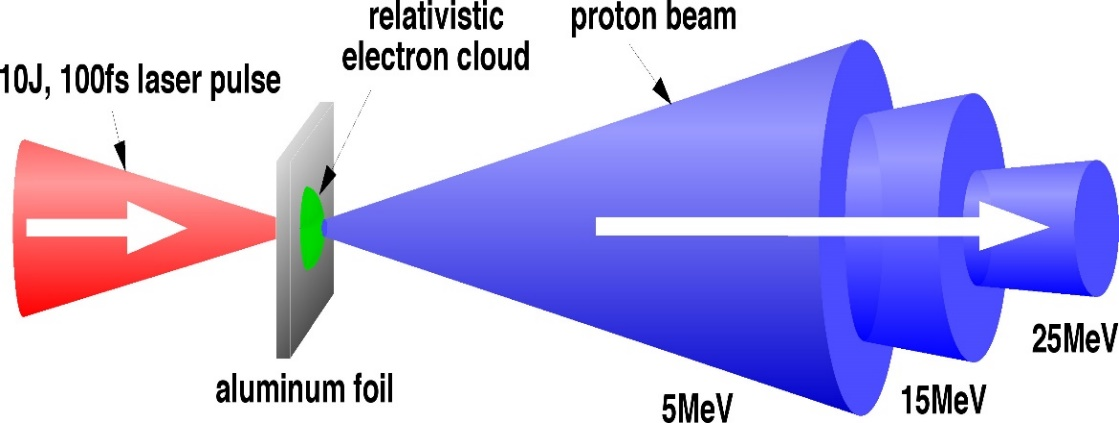 relativistic
electron cloud
proton beam
10J, 100fs laser pulse
aluminum foil
5MeV
15MeV
25MeV